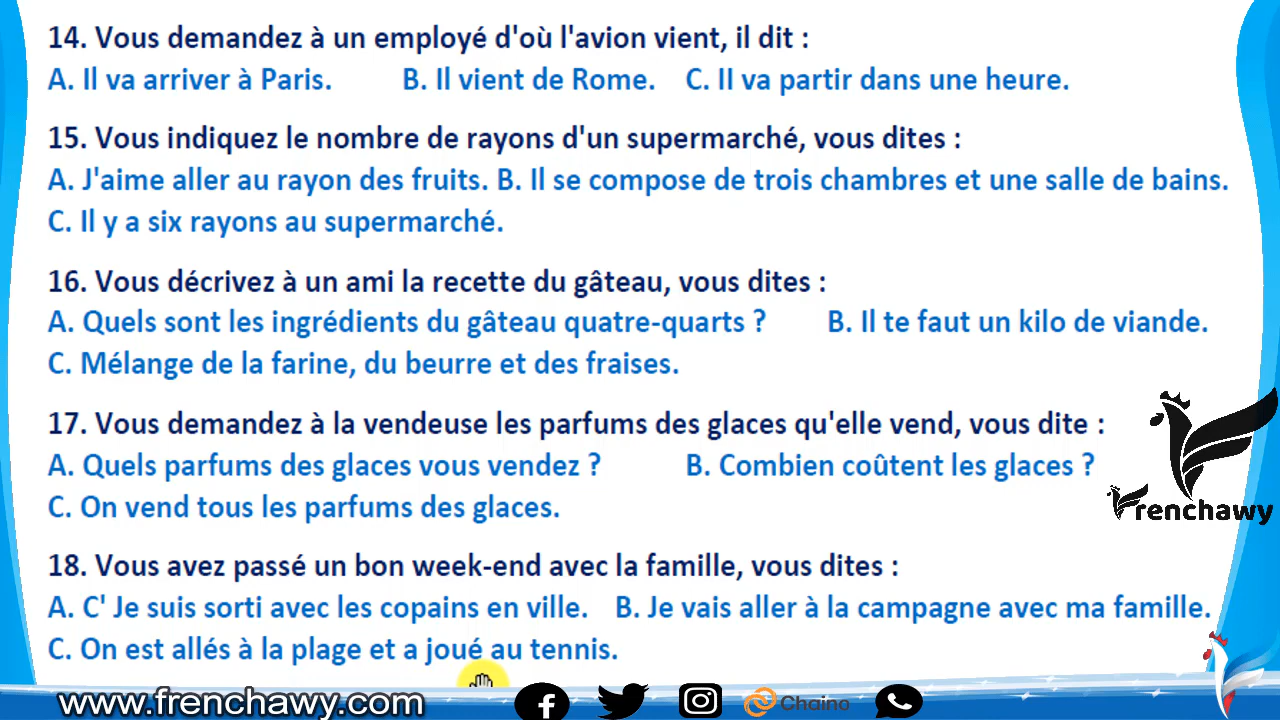 14. Vous demandez à un employé d'où l'avion vient, il dit :
A. Il va arriver à Paris. B. Il vient de Rome. C. II va partir dans une heure.
15. Vous indiquez le nombre de rayons d'un supermarché, vous dites :
A. J'aime aller au rayon des fruits. B. Il se compose de trois chambres et une salle de bains.
C. Il y a six rayons au supermarché.
16. Vous décrivez à un ami la recette du gâteau, vous dites :
A. Quels sont les ingrédients du gâteau quatre-quarts ? B. Il te faut un kilo de viande.
C. Mélange de la farine, du beurre et des fraises.
17. Vous demandez à la vendeuse les parfums des glaces qu'elle vend, vous dite :
A. Quels parfums des glaces vous vendez ? B. Combien coûtent les glaces ?
C. On vend tous les parfums des glaces.
Frenchawy
18. Vous avez passé un bon week-end avec la famille, vous dites :
A. C' Je suis sorti avec les copains en ville. B. Je vais aller à la campagne avec ma famille.
C. On est allés à la plage et a joué au tennis.
www.frenchawy.com Chaino